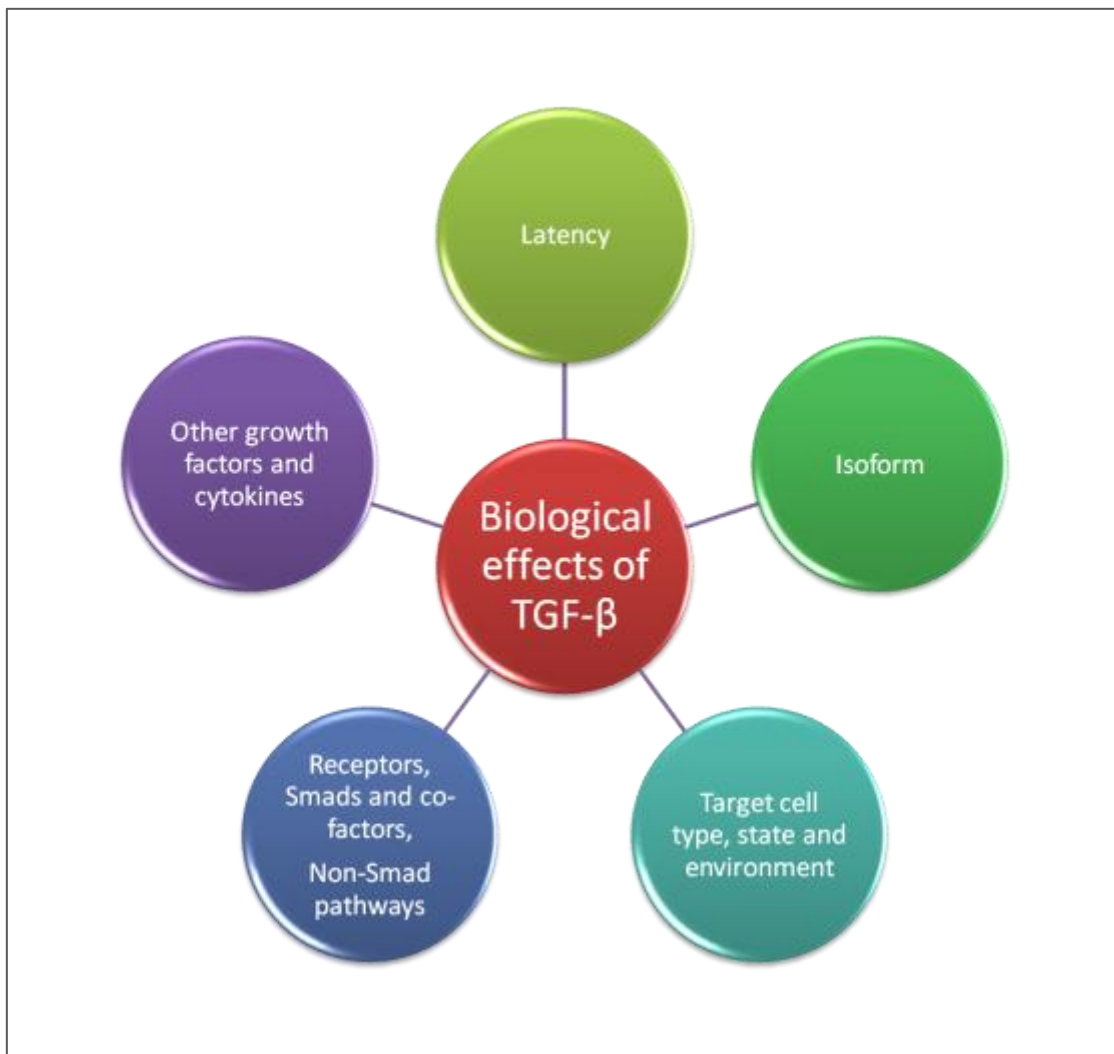 Latency
Other growth
factors and
cytokines
Isoform
Biological
effects of
TGF-β
Receptors,
Smads and co-
factors,
Non-Smad
pathways
Target cell
type, state and
environment